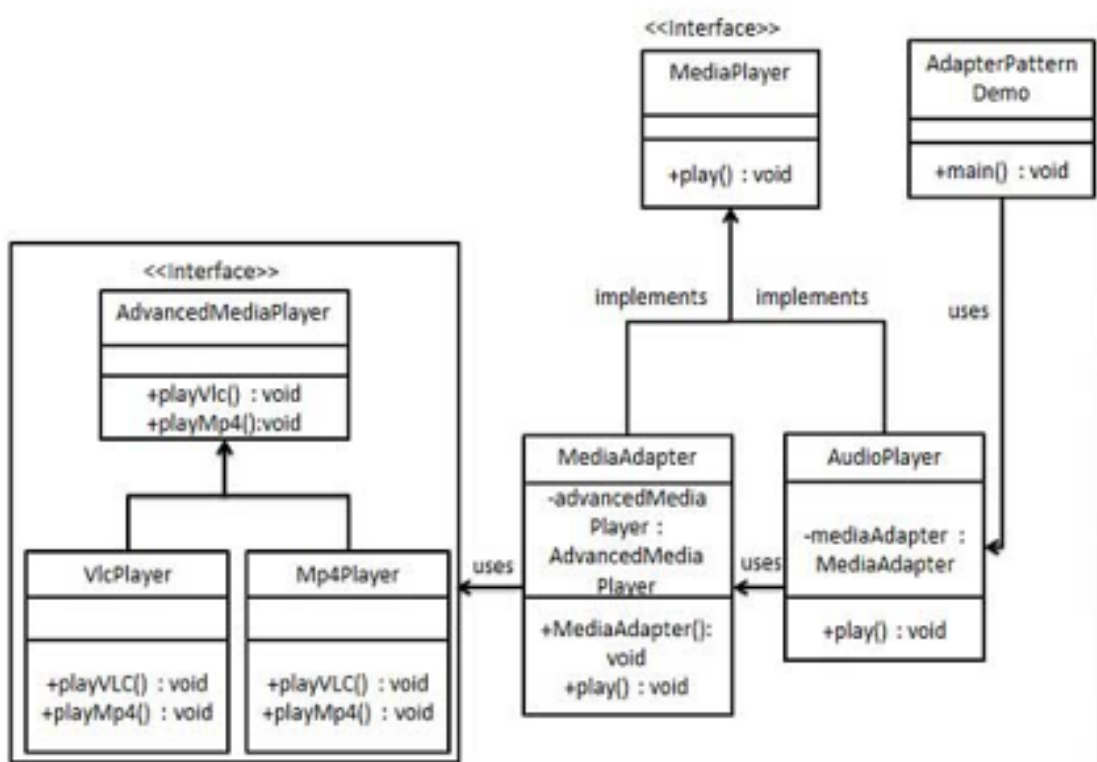 <<Interface>>
MediaPlayer
+play() : void
AdapterPattern
Demo
+main() : void
implements
implements
uses
<<Interface>>
AdvancedMediaPlayer
+playVlc() : void
+playMp4():void
VlcPlayer
+playVLC() : void
+playMp4() : void
Mp4Player
+playVLC() : void
+playMp4() : void
uses
MediaAdapter
-advancedMedia
Player :
AdvancedMedia
Player
+MediaAdapter():
void
+play() : void
uses
AudioPlayer
-mediaAdapter :
MediaAdapter
+play() : void